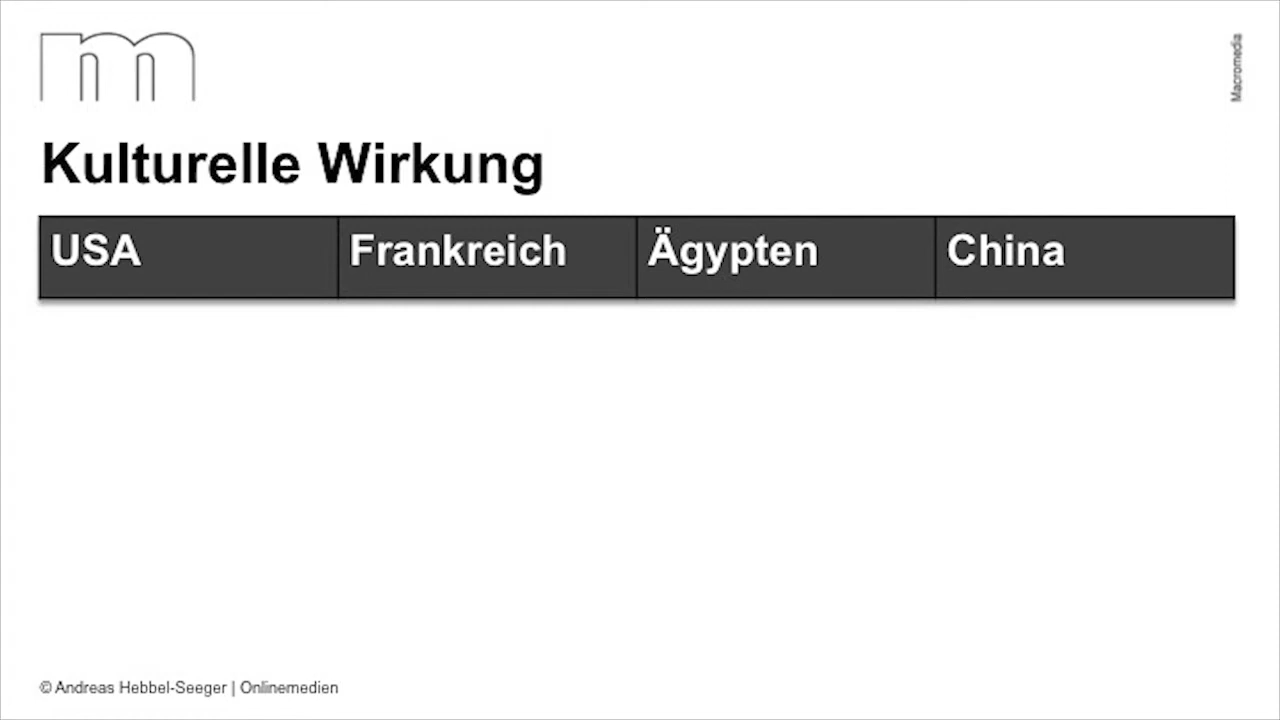 m
Macromedia
Kulturelle Wirkung
USA Frankreich Ägypten China
© Andreas Hebbel-Seeger | Onlinemedien